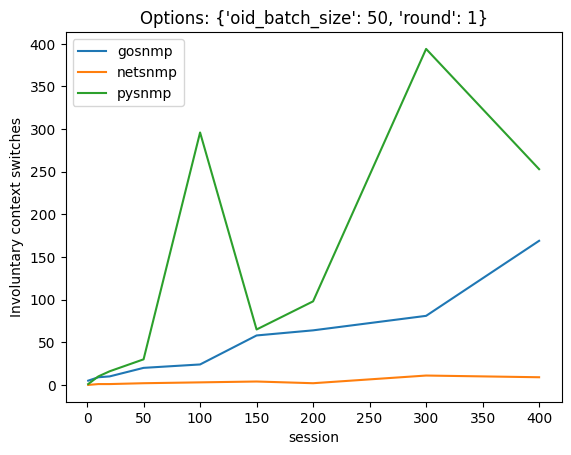 Options: {'oid_batch_size': 50, 'round': 1}
gosnmp
netsnmp
pysnmp
Involuntary context switches
400
350
300
250
200
150
100
50
0
0 50 100 150 200 250 300 350 400
session